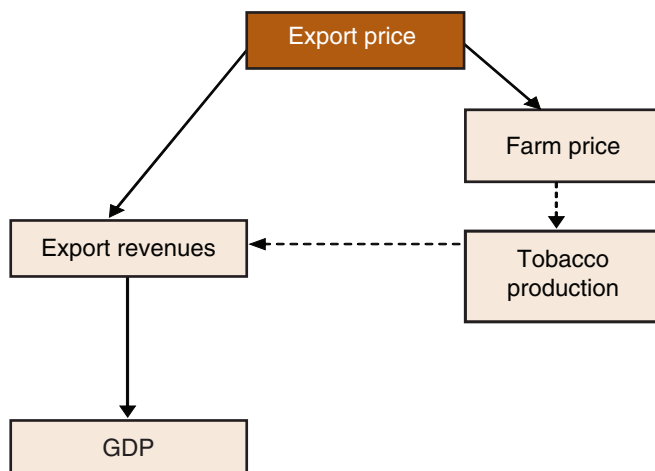 Export price
Farm price
Export revenues
Tobacco
production
GDP